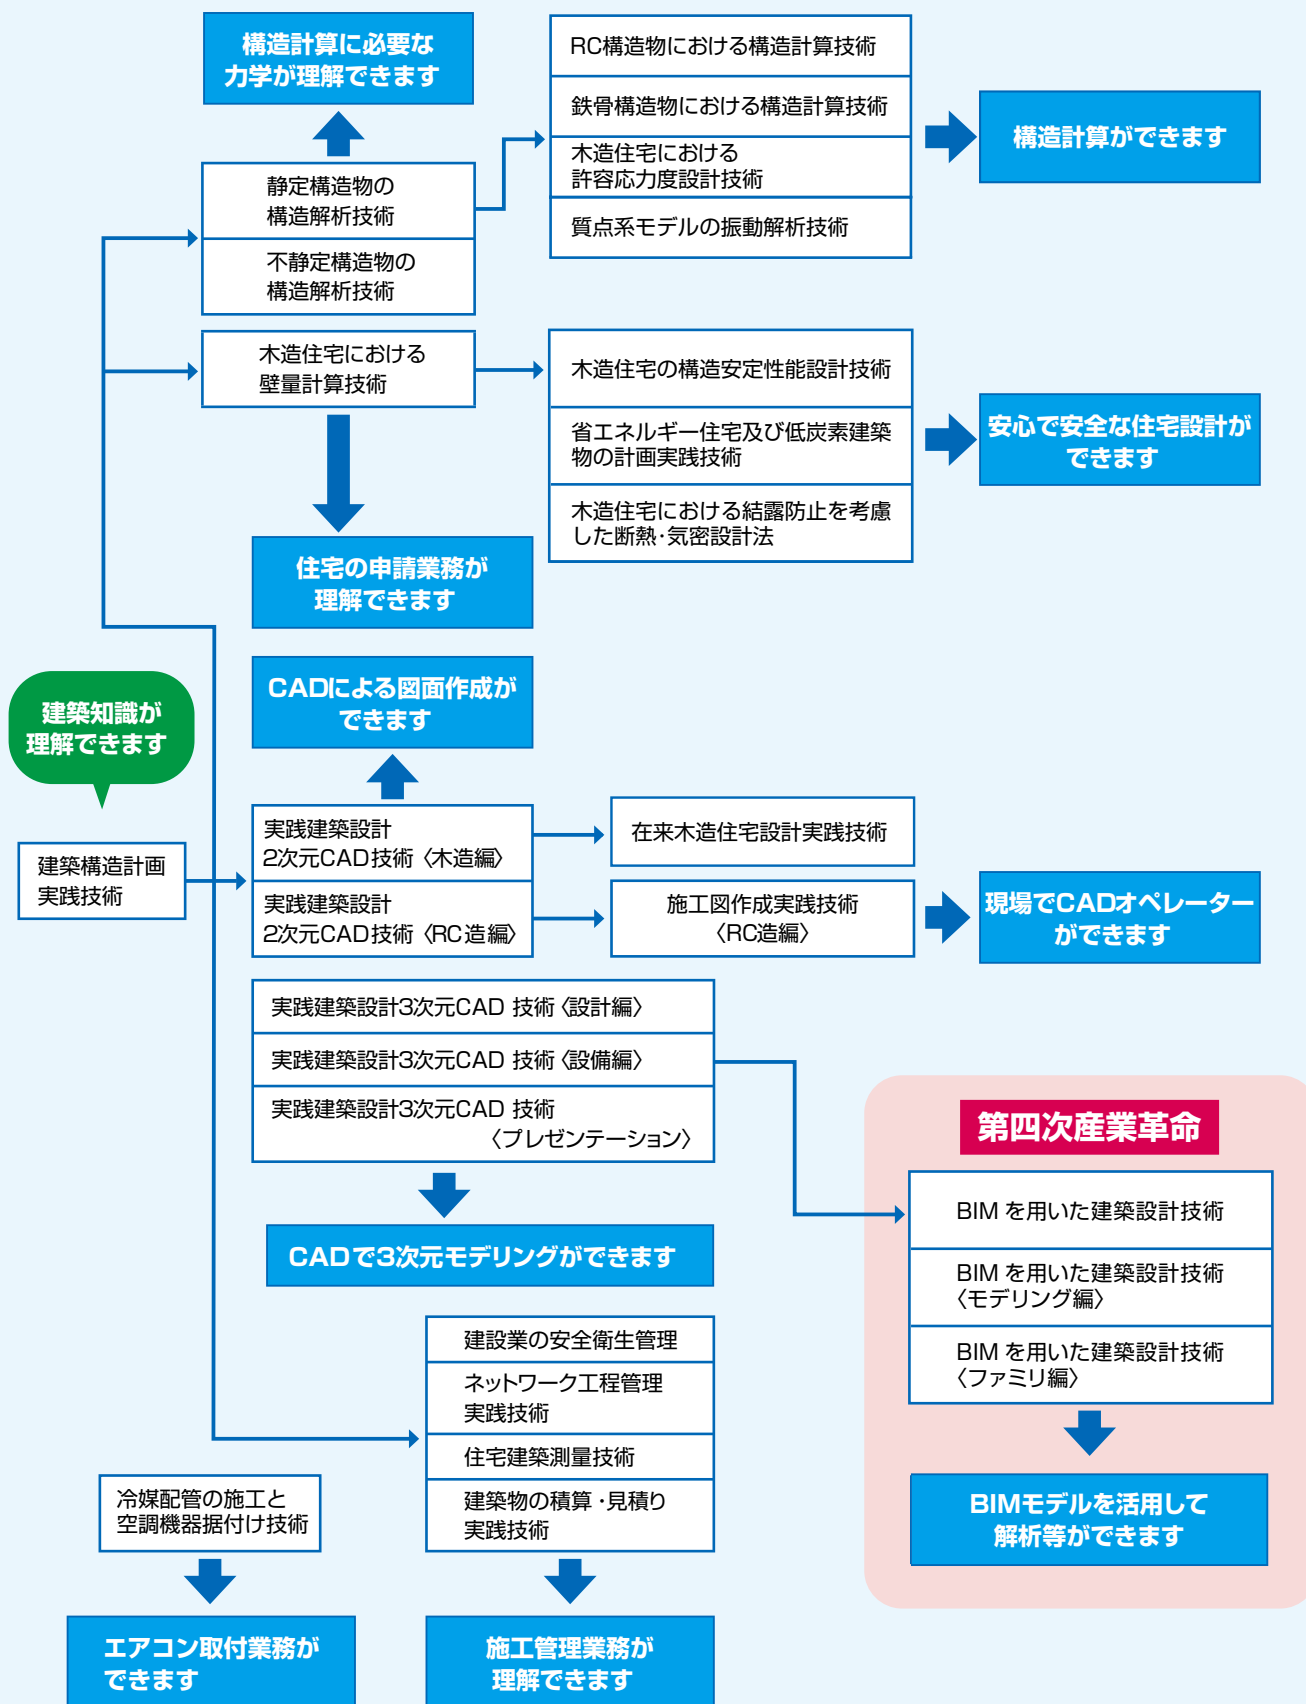 構造計算に必要な
力学が理解できます
RC構造物における構造計算技術
鉄骨構造物における構造計算技術
木造住宅における
許容応力度設計技術
質点系モデルの振動解析技術
構造計算ができます
静定構造物の
構造解析技術
不静定構造物の
構造解析技術
木造住宅における
壁量計算技術
木造住宅の構造安定性能設計技術
省エネルギー住宅及び低炭素建築
物の計画実践技術
木造住宅における結露防止を考慮
した断熱・気密設計法
安心で安全な住宅設計が
できます
住宅の申請業務が
理解できます
CADによる図面作成が
できます
建築知識が
理解できます
建築構造計画
実践技術
実践建築設計
2次元CAD技術〈木造編〉
実践建築設計
2次元CAD技術〈RC造編〉
在来木造住宅設計実践技術
施工図作成実践技術
〈RC造編〉
現場でCADオペレーター
ができます
実践建築設計3次元CAD 技術〈設計編〉
実践建築設計3次元CAD 技術〈設備編〉
実践建築設計3次元CAD 技術
〈プレゼンテーション〉
CADで3次元モデリングができます
第四次産業革命
BIM を用いた建築設計技術
BIM を用いた建築設計技術
〈モデリング編〉
BIM を用いた建築設計技術
〈ファミリ編〉
BIMモデルを活用して
解析等ができます
建設業の安全衛生管理
ネットワーク工程管理
実践技術
住宅建築測量技術
建築物の積算・見積り
実践技術
冷媒配管の施工と
空調機器据付け技術
エアコン取付業務が
できます
施工管理業務が
理解できます